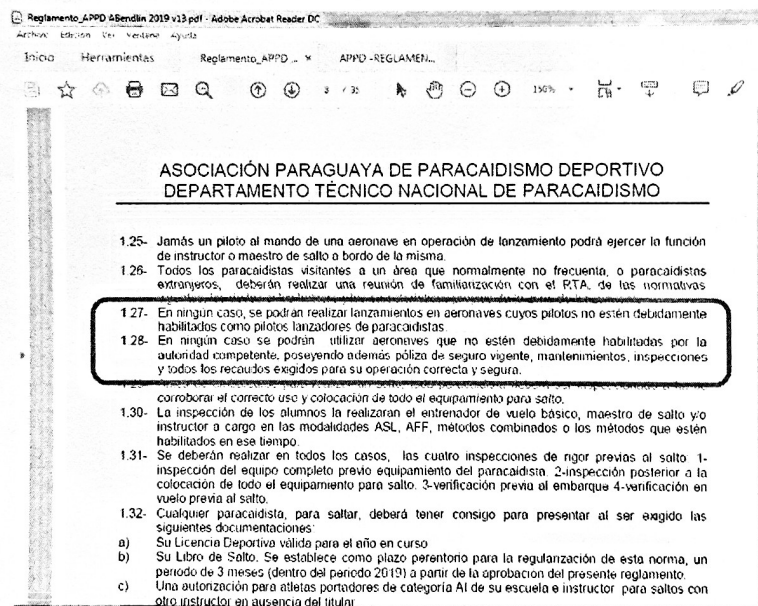 Reglamento_APPD ABendlin 2019 v13.pdf - Adobe Acrobat Reader DC
Archivo Edición Ver Ventana Ayuda
Inicio Herramientas Reglamento_APPD ... × APPD -REGLAMEN...
8 / 35 150%
ASOCIACIÓN PARAGUAYA DE PARACAIDISMO DEPORTIVO
DEPARTAMENTO TÉCNICO NACIONAL DE PARACAIDISMO
1.25- Jamás un piloto al mando de una aeronave en operación de lanzamiento podrá ejercer la función
de instructor o maestro de salto a bordo de la misma.
1.26- Todos los paracaidistas visitantes a un área que normalmente no frecuenta, o paracaidistas
extranjeros, deberán realizar una reunión de familiarización con el RTA, de las normativas
1.27- En ningún caso, se podrán realizar lanzamientos en aeronaves cuyos pilotos no estén debidamente
habilitados como pilotos lanzadores de paracaidistas.
1.28- En ningún caso se podrán utilizar aeronaves que no estén debidamente habilitadas por la
autoridad competente, poseyendo además póliza de seguro vigente, mantenimientos, inspecciones
y todos los recaudos exigidos para su operación correcta y segura.
corroborar el correcto uso y colocación de todo el equipamiento para salto.
1.30- La inspección de los alumnos la realizaran el entrenador de vuelo básico, maestro de salto y/o
instructor a cargo en las modalidades ASL, AFF, métodos combinados o los métodos que estén
habilitados en ese tiempo.
1.31- Se deberán realizar en todos los casos, las cuatro inspecciones de rigor previas al salto: 1-
inspección del equipo completo previo equipamiento del paracaidista. 2-inspección posterior a la
colocación de todo el equipamiento para salto. 3-verificación previa al embarque 4-verificación en
vuelo previa al salto.
1.32- Cualquier paracaidista, para saltar, deberá tener consigo para presentar al ser exigido las
siguientes documentaciones:
a) Su Licencia Deportiva válida para el año en curso
b) Su Libro de Salto. Se establece como plazo perentorio para la regularización de esta norma, un
periodo de 3 meses (dentro del periodo 2019) a partir de la aprobación del presente reglamento.
c) Una autorización para atletas portadores de categoría AI de su escuela e instructor para saltos con
otro instructor en ausencia del titular